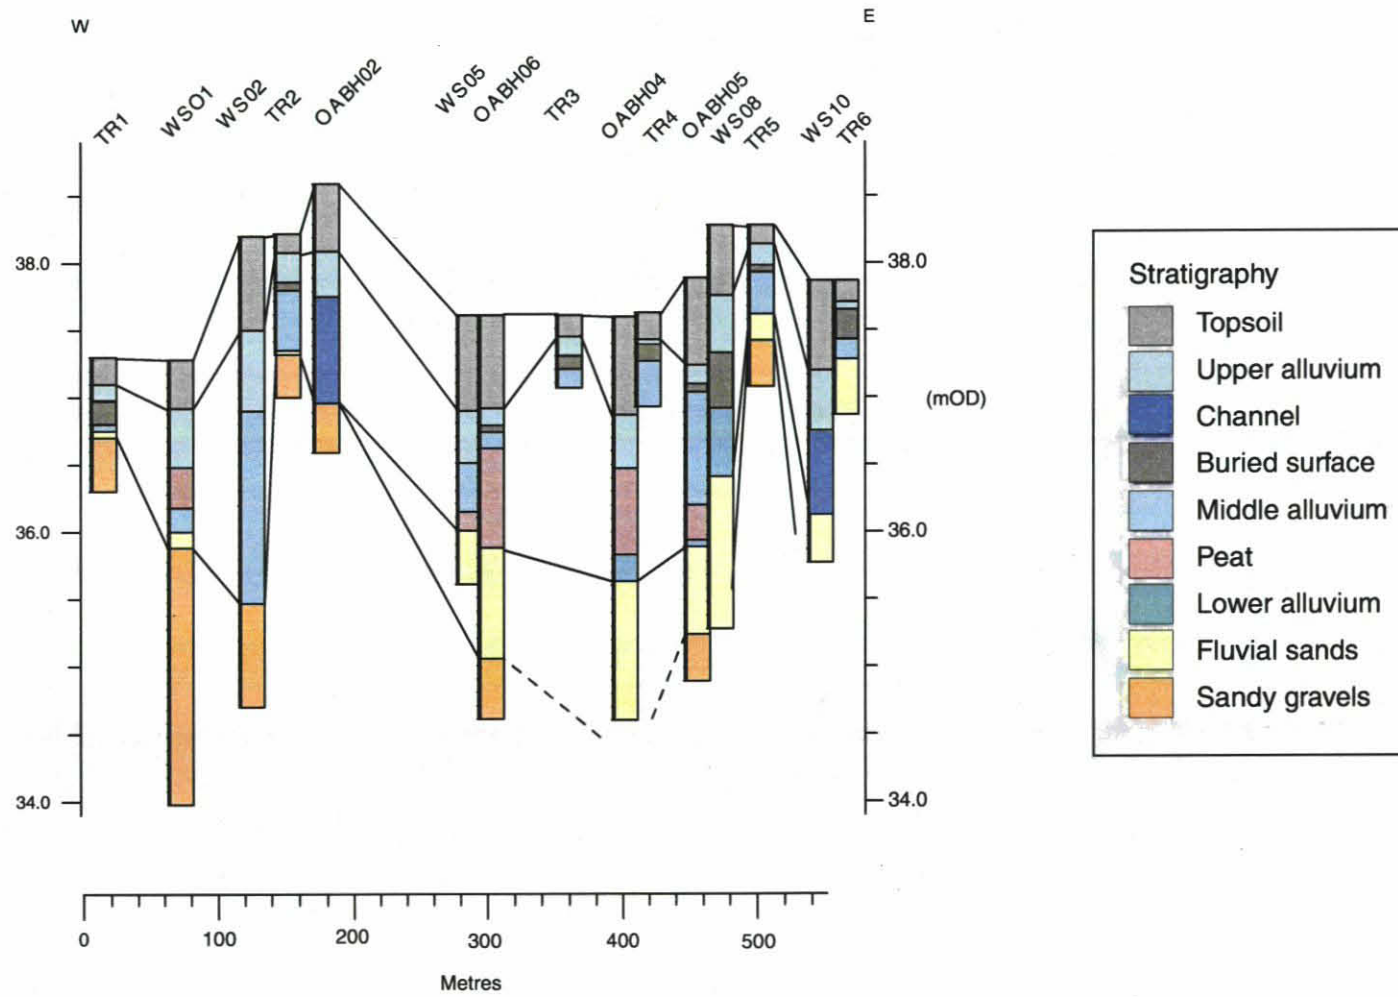 W
E
TR1
WSO1
WS02
TR2
OABH02
WS05
OABH06
TR3
OABH04
TR4
OABH05
WS08
TR5
WS10
TR6
38.0
36.0
34.0
38.0
36.0
34.0
(mOD)
0
100
200
300
400
500
Metres
Stratigraphy
Topsoil
Upper alluvium
Channel
Buried surface
Middle alluvium
Peat
Lower alluvium
Fluvial sands
Sandy gravels